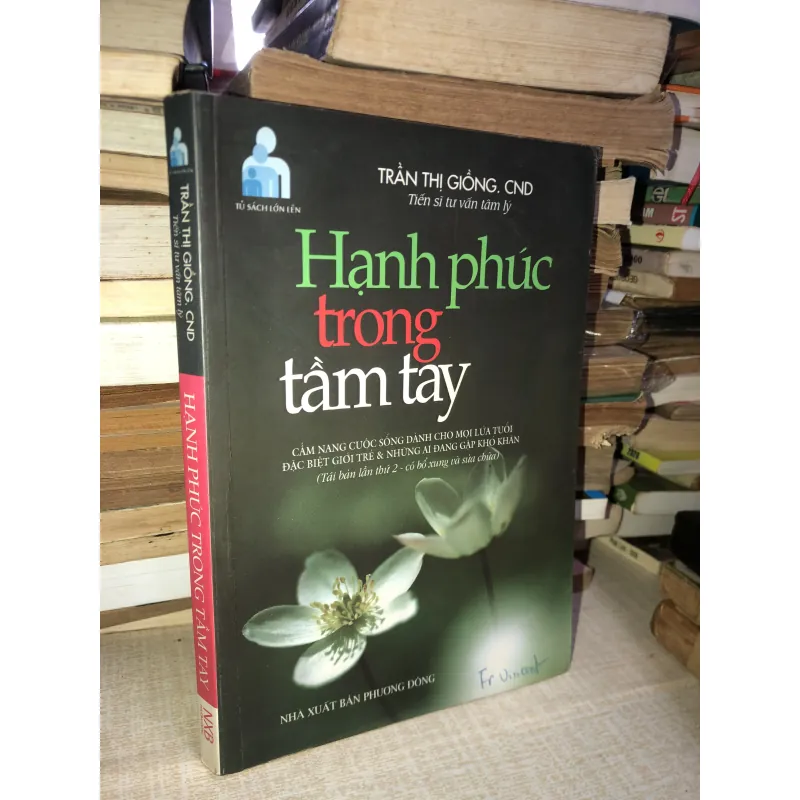 TỦ SÁCH LỚN LÊN
TRẦN THỊ GIỒNG. CND
Tiến sĩ tư vấn tâm lý
Hạnh phúc
trong
tầm tay
CẨM NANG CUỘC SỐNG DÀNH CHO MỌI LỨA TUỔI
ĐẶC BIỆT GIỚI TRẺ & NHỮNG AI ĐANG GẶP KHÓ KHĂN
(Tái bản lần thứ 2 - có bổ xung và sửa chữa)
NHÀ XUẤT BẢN PHƯƠNG ĐÔNG
Fr Vincent
TRẦN THỊ GIỒNG. CND
Tiến sĩ tư vấn tâm lý
HẠNH PHÚC TRONG TẦM TAY
NXB